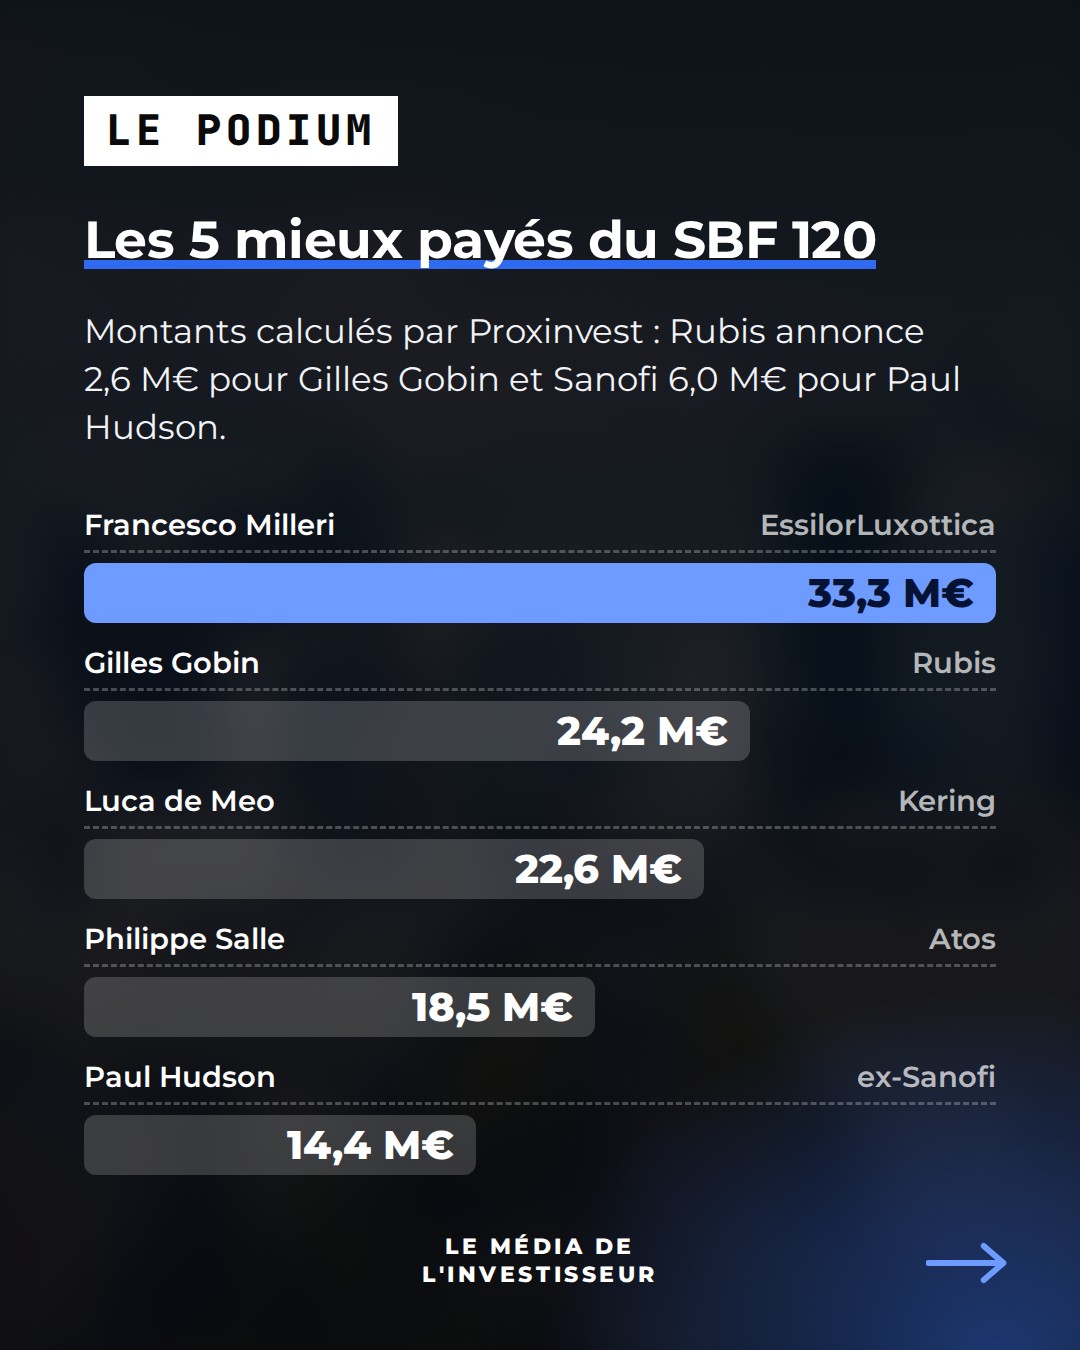 LE PODIUM
Les 5 mieux payés du SBF 120
Montants calculés par Proxinvest : Rubis annonce
2,6 M€ pour Gilles Gobin et Sanofi 6,0 M€ pour Paul
Hudson.
Francesco Milleri EssilorLuxottica
33,3 M€
Gilles Gobin Rubis
24,2 M€
Luca de Meo Kering
22,6 M€
Philippe Salle Atos
18,5 M€
Paul Hudson ex-Sanofi
14,4 M€
LE MÉDIA DE
L'INVESTISSEUR